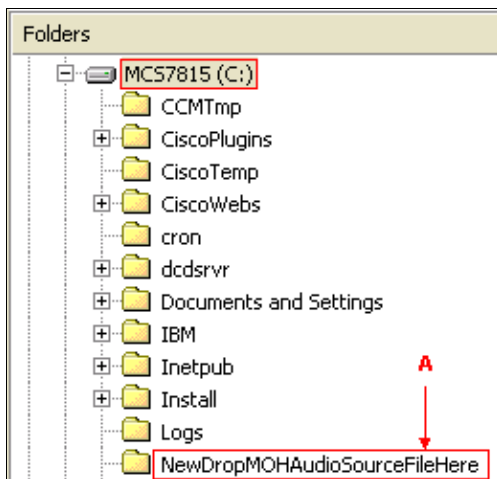 Folders
MCS7815 (C:)
CCMTmp
CiscoPlugins
CiscoTemp
CiscoWebs
cron
dcdsrvr
Documents and Settings
IBM
Inetpub
A
Install
Logs
NewDropMOHAudioSourceFileHere